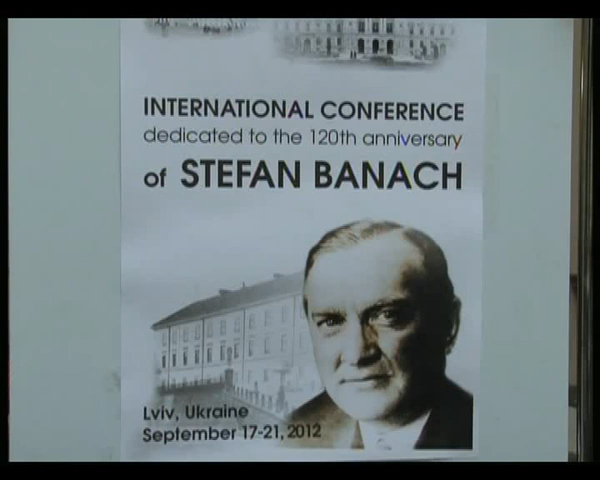 INTERNATIONAL CONFERENCE
dedicated to the 120th anniversary
of STEFAN BANACH
Lviv, Ukraine
September 17-21, 2012